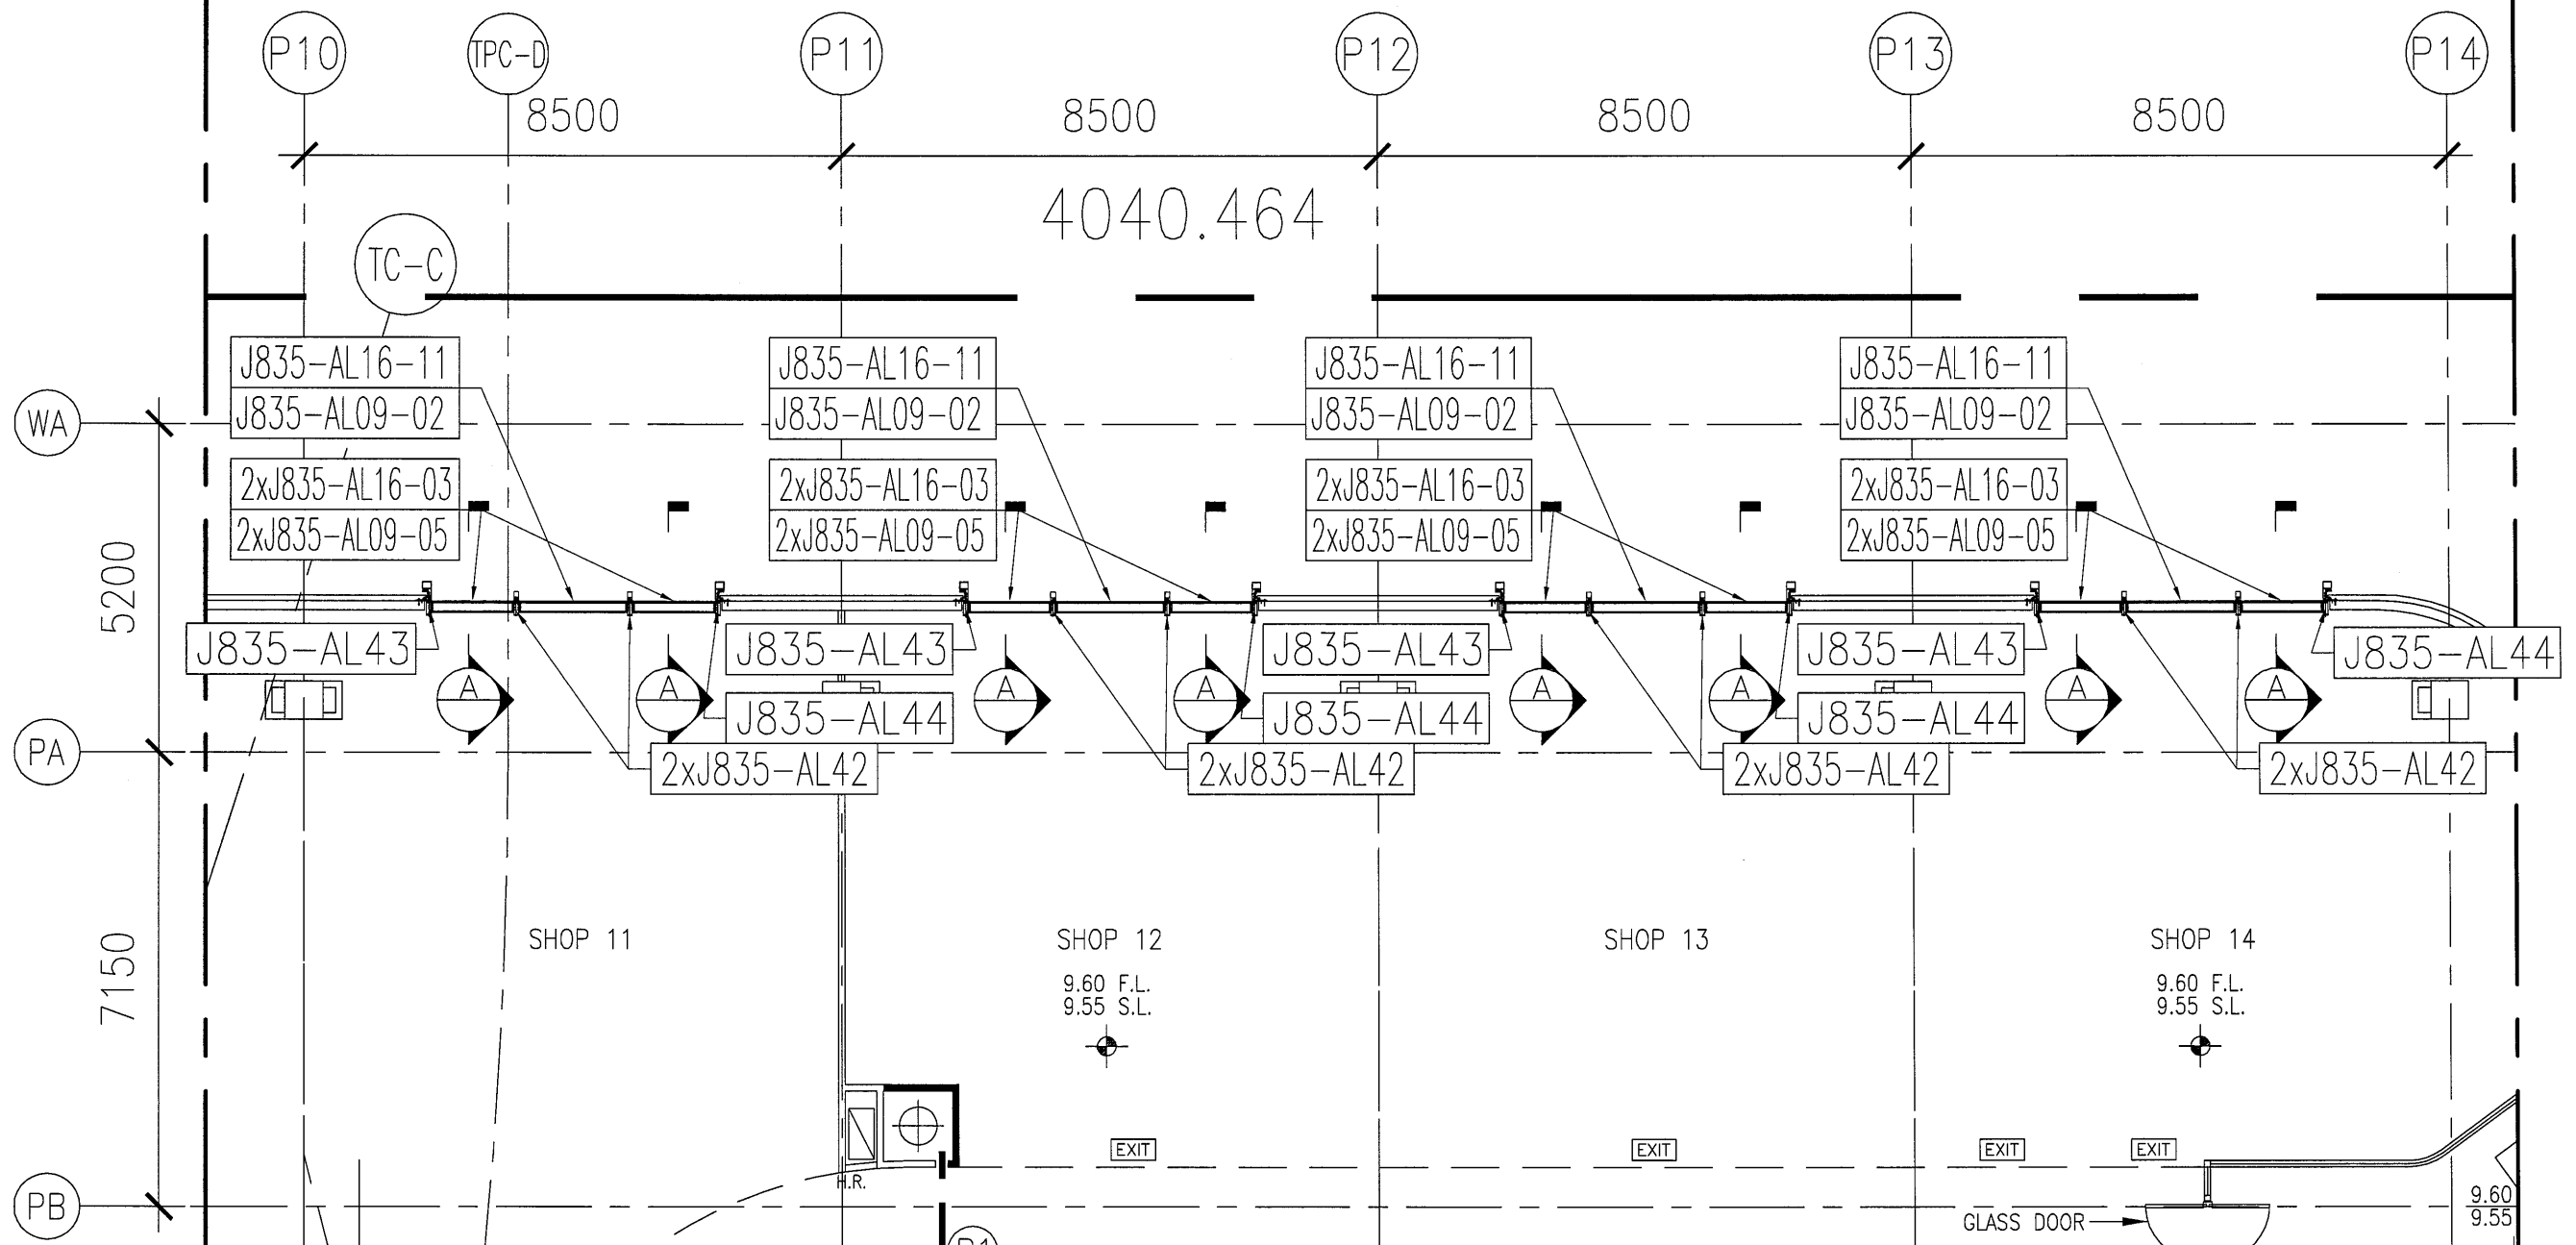 P10
TPC-D
P11
P12
P13
P14
8500
8500
8500
8500
4040.464
TC-C
J835-AL16-11
J835-AL09-02
J835-AL16-11
J835-AL09-02
J835-AL16-11
J835-AL09-02
J835-AL16-11
J835-AL09-02
WA
2xJ835-AL16-03
2xJ835-AL09-05
2xJ835-AL16-03
2xJ835-AL09-05
2xJ835-AL16-03
2xJ835-AL09-05
2xJ835-AL16-03
2xJ835-AL09-05
5200
J835-AL43
J835-AL43
J835-AL43
J835-AL43
J835-AL44
A
A
A
A
A
A
A
A
J835-AL44
J835-AL44
J835-AL44
PA
2xJ835-AL42
2xJ835-AL42
2xJ835-AL42
2xJ835-AL42
7150
SHOP 11
SHOP 12
SHOP 13
SHOP 14
9.60 F.L.
9.55 S.L.
9.60 F.L.
9.55 S.L.
EXIT
EXIT
EXIT
EXIT
H.R.
PB
9.60
9.55
GLASS DOOR